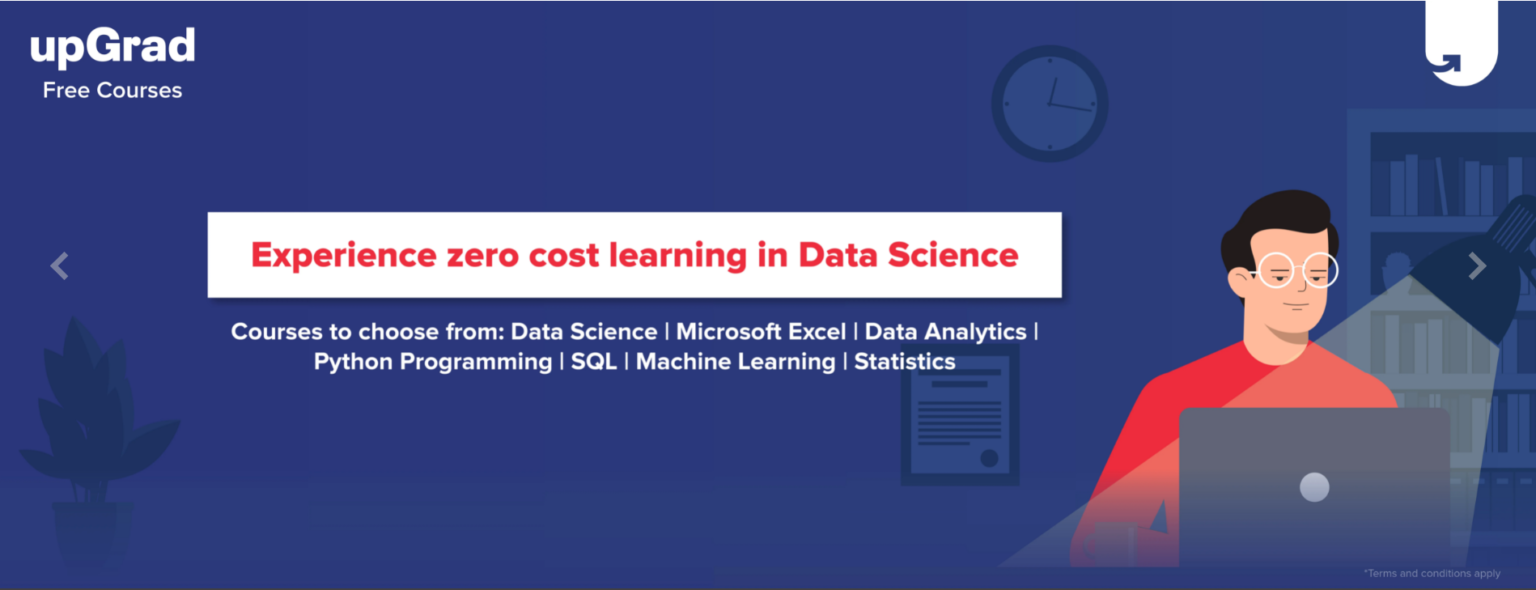 upGrad
Free Courses
Experience zero cost learning in Data Science
Courses to choose from: Data Science | Microsoft Excel | Data Analytics |
Python Programming | SQL | Machine Learning | Statistics
*Terms and conditions apply